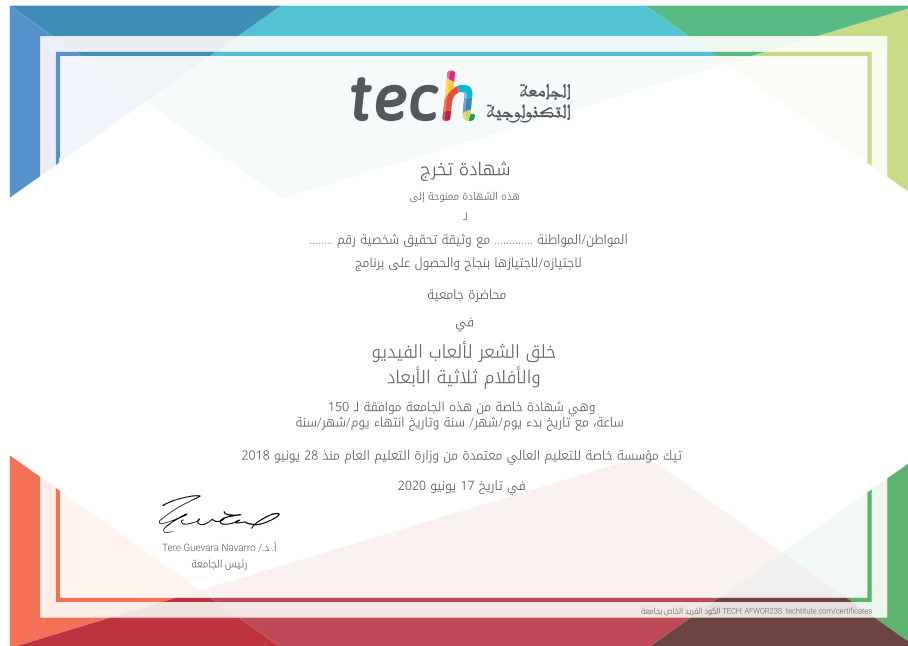 tech الجامعة
التكنولوجية
شهادة تخرج
هذه الشهادة ممنوحة إلى
لـ
المواطن/المواطنة ............. مع وثيقة تحقيق شخصية رقم ........
لاجتيازه/لاجتيازها بنجاح والحصول على برنامج
محاضرة جامعية
في
خلق الشعر لألعاب الفيديو
والأفلام ثلاثية الأبعاد
وهي شهادة خاصة من هذه الجامعة موافقة لـ 150
ساعة، مع تاريخ بدء يوم/شهر/ سنة وتاريخ انتهاء يوم/شهر/سنة
تيك مؤسسة خاصة للتعليم العالي معتمدة من وزارة التعليم العام منذ 28 يونيو 2018
في تاريخ 17 يونيو 2020
أ. د./ Tere Guevara Navarro
رئيس الجامعة
الكود الفريد الخاص بجامعة TECH: AFWOR23S techtitute.com/certificates